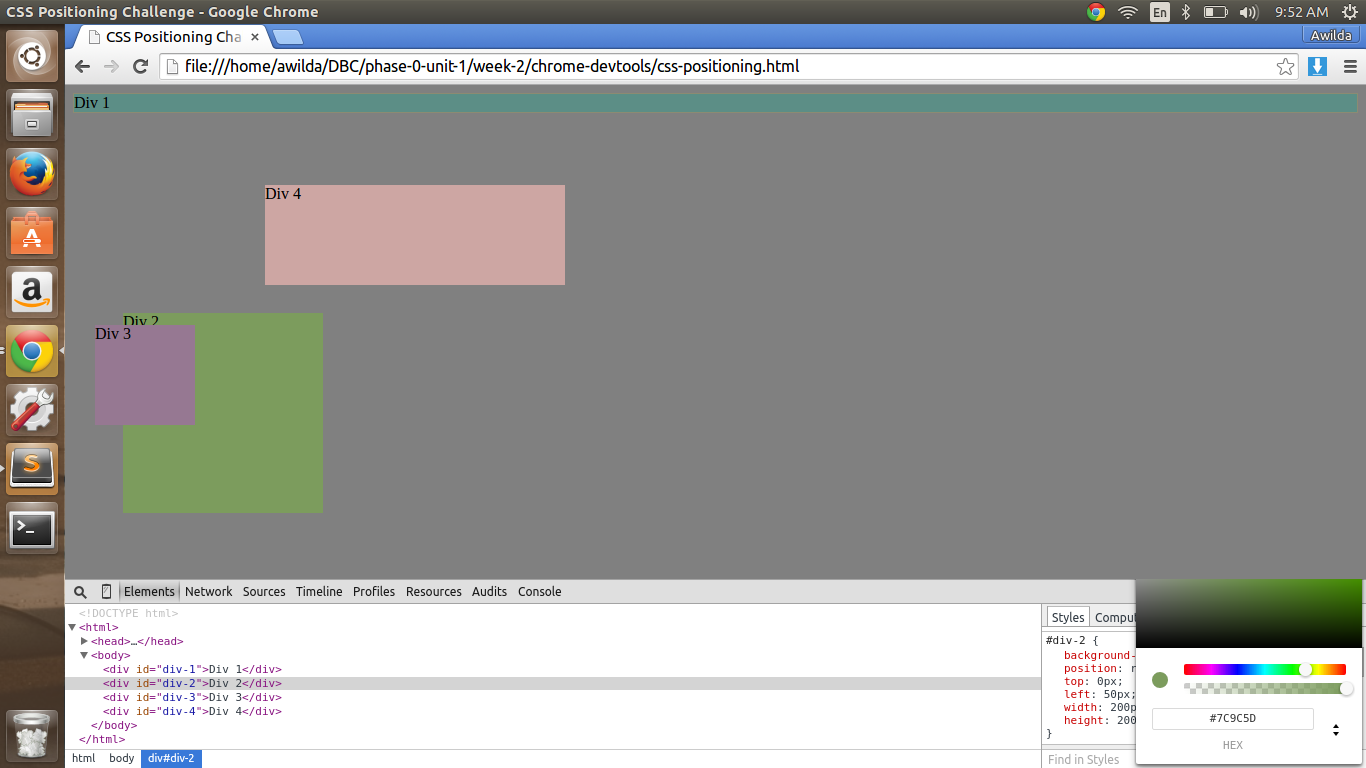 CSS Positioning Challenge - Google Chrome
En
9:52 AM
CSS Positioning Cha
Awilda
file:///home/awilda/DBC/phase-0-unit-1/week-2/chrome-devtools/css-positioning.html
Div 1
Div 4
Div 2
Div 3
Elements Network Sources Timeline Profiles Resources Audits Console
<!DOCTYPE html>
<html>
<head>…</head>
<body>
<div id="div-1">Div 1</div>
<div id="div-2">Div 2</div>
<div id="div-3">Div 3</div>
<div id="div-4">Div 4</div>
</body>
</html>
html body div#div-2
Styles Comput
#div-2 {
background-
position: r
top: 0px;
left: 50px;
width: 200p
height: 200
}
Find in Styles
#7C9C5D
HEX